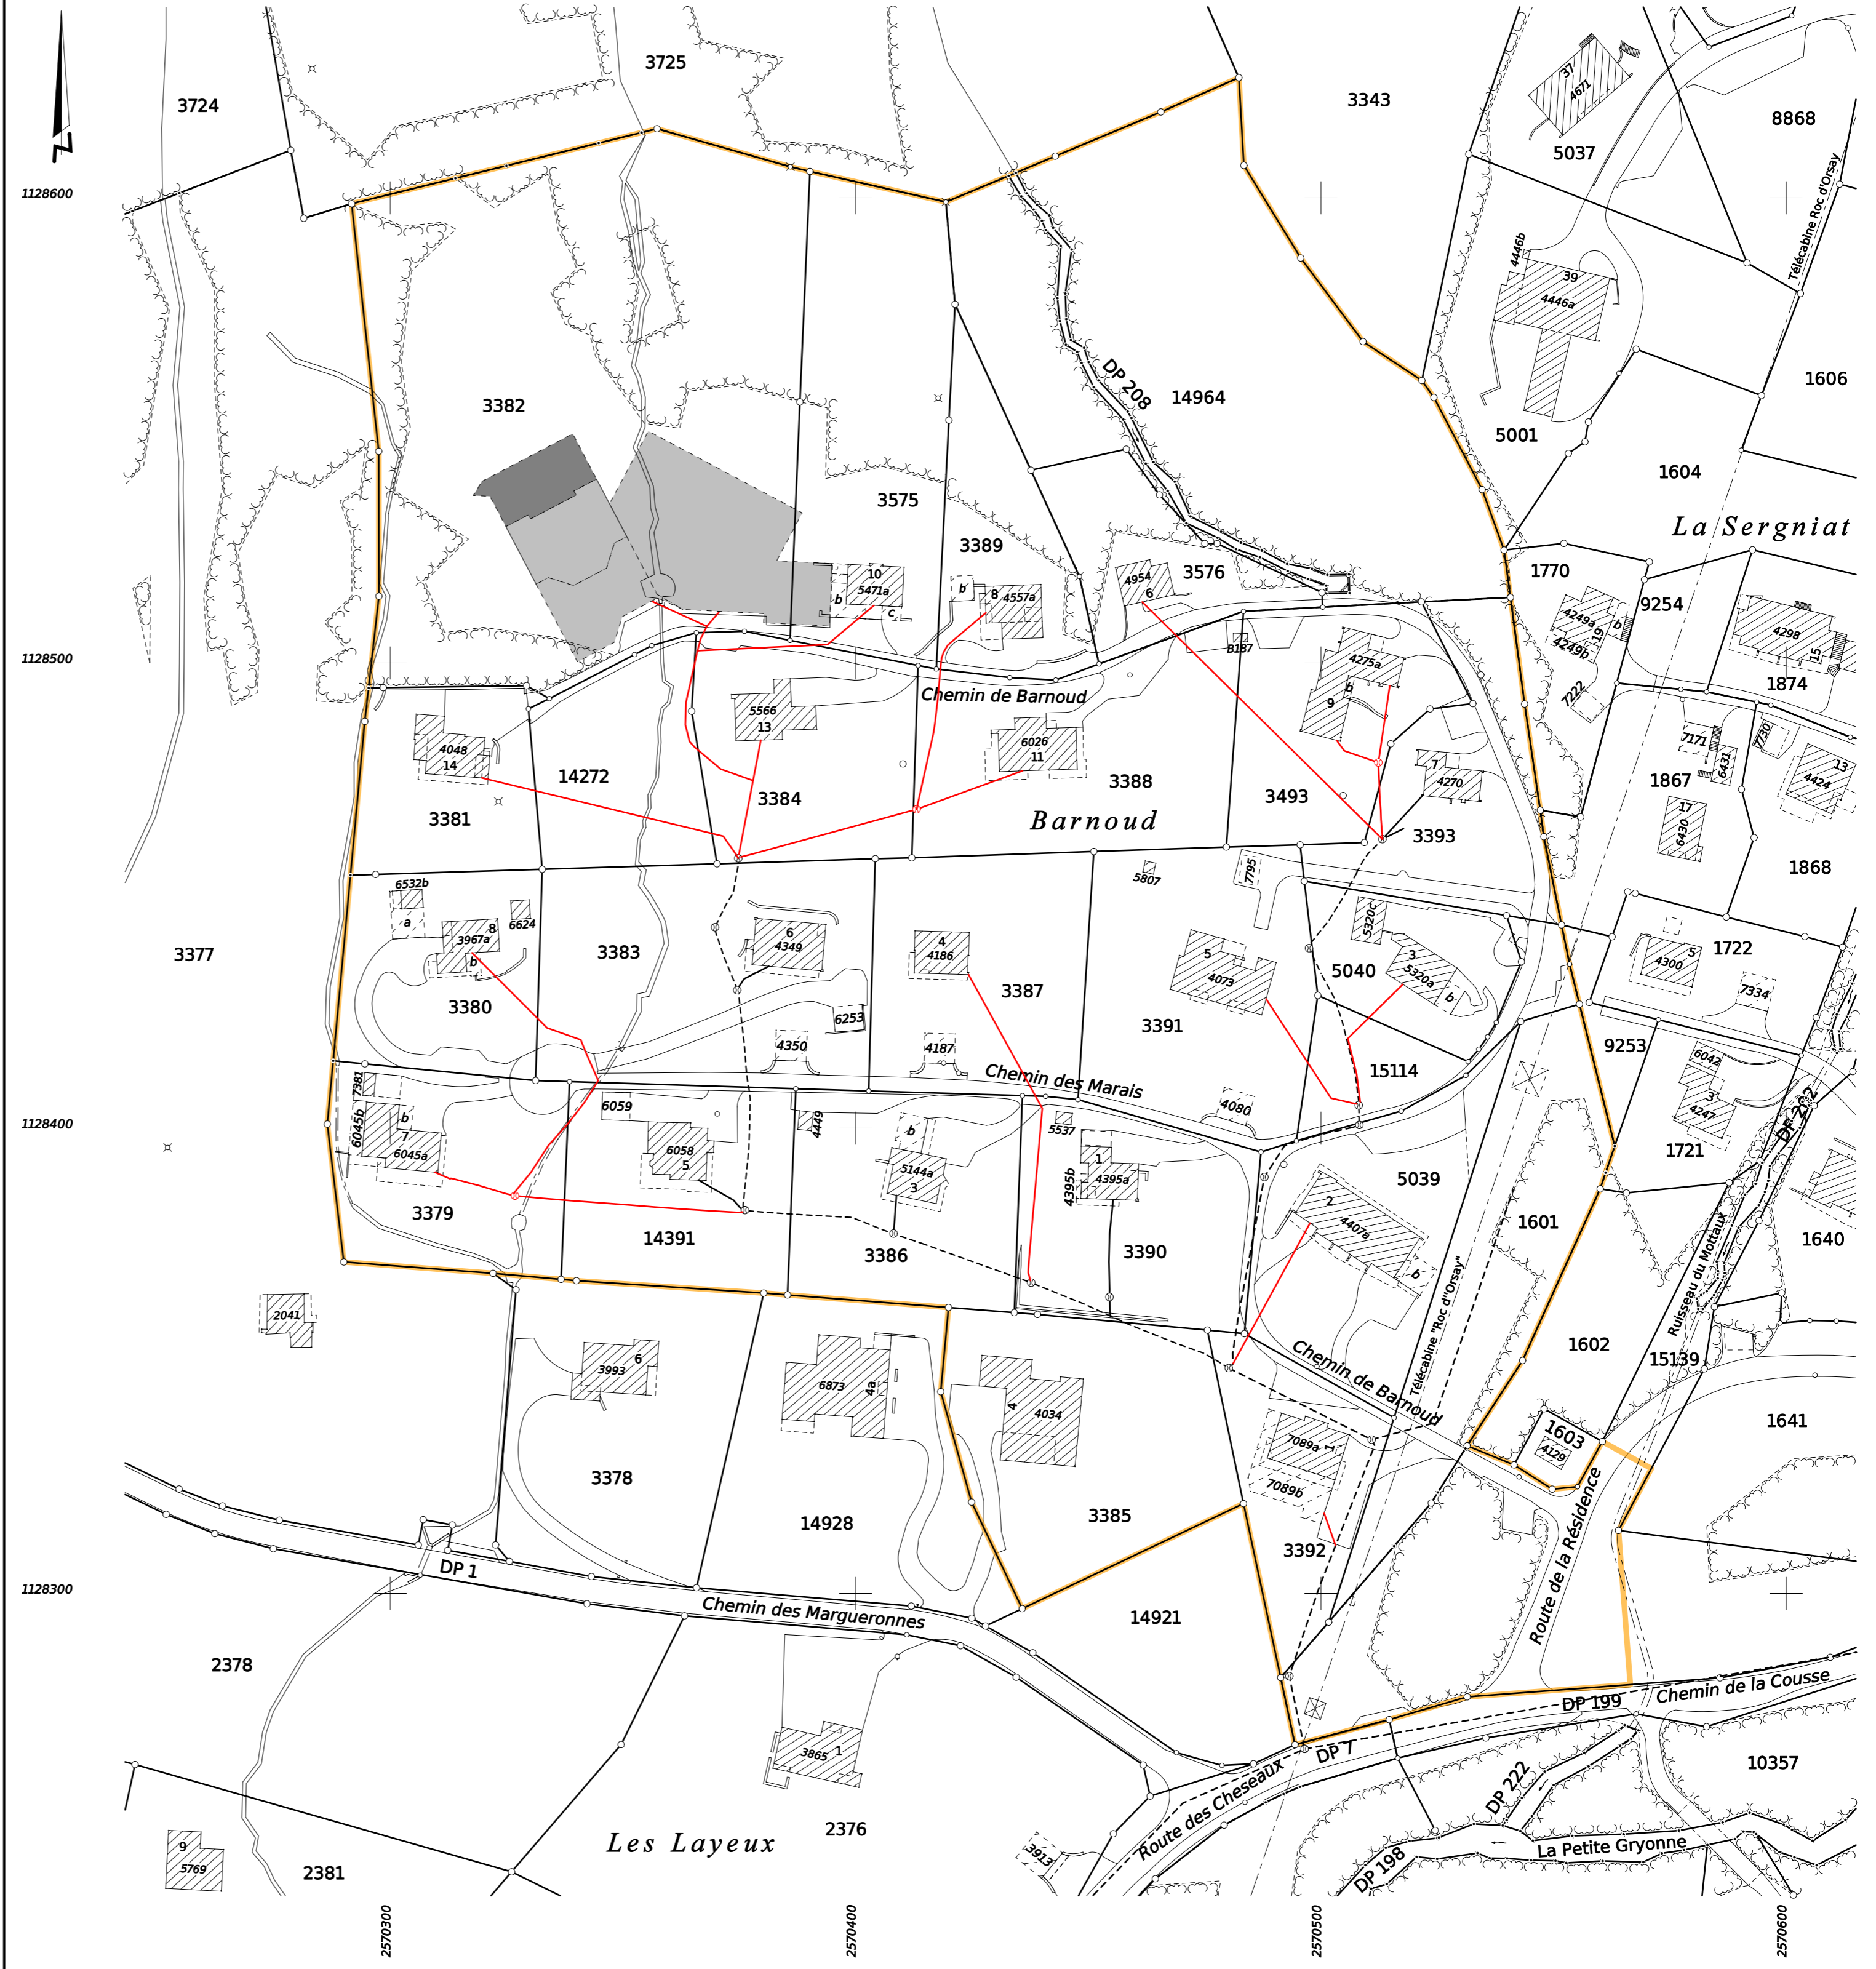 3725
3724
3343
37
4671
8868
5037
Télécabine Roc d'Orsay
1128600
4446b
39
4446a
3382
DP 208
14964
1606
5001
1604
3575
La Sergniat
3389
3576
1770
10
5471a
b
c
b
8
4557a
4954
6
9254
4249a
b
19
4249b
4298
15
B187
1128500
4275a
b
9
7222
1874
Chemin de Barnoud
5566
13
6026
11
7171
7730
6431
4048
14
14272
3384
3388
3493
7
4270
1867
13
4424
17
6430
3381
Barnoud
3393
1868
6532b
a
6624
5807
7795
8
3967a
b
3383
6
4349
4
4186
5320c
5
4073
3
5320a
b
5040
1722
5
4300
7334
3377
3380
3387
6253
3391
4350
4187
9253
6042
Chemin des Marais
15114
7381
6059
4449
4080
3
4247
DP 202
1128400
6045b
b
7
6045a
6058
5
b
5144a
3
5537
1
4395a
4395b
1721
5039
2
4407a
b
3379
14391
3386
3390
1601
1640
Télécabine "Roc d'Orsay"
Ruisseau du Mottaux
2041
1602
15139
6
3993
6873
4a
4
4034
Chemin de Barnoud
1641
1603
4129
7089a
1
7089b
3378
14928
3385
3392
Route de la Résidence
DP 1
1128300
Chemin des Margueronnes
14921
2378
Chemin de la Cousse
DP 199
3865
1
DP 7
10357
Route des Cheseaux
DP 222
2376
Les Layeux
9
5769
3913
La Petite Gryonne
DP 198
2381
2570300
2570400
2570500
2570600